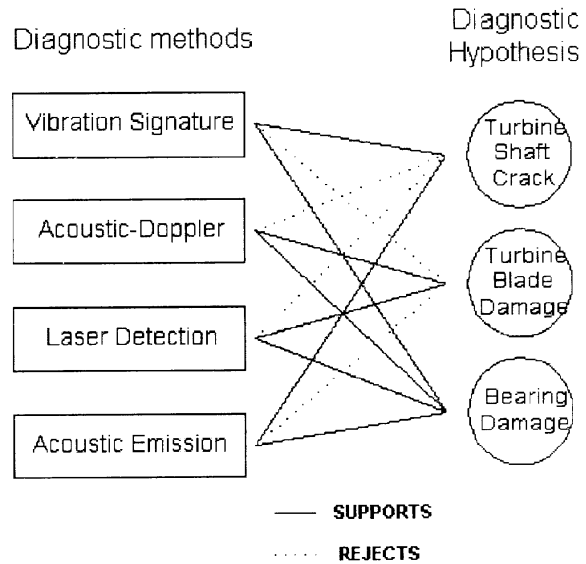 Diagnostic methods
Diagnostic
Hypothesis
Vibration Signature
Acoustic-Doppler
Laser Detection
Acoustic Emission
Turbine
Shaft
Crack
Turbine
Blade
Damage
Bearing
Damage
SUPPORTS
REJECTS